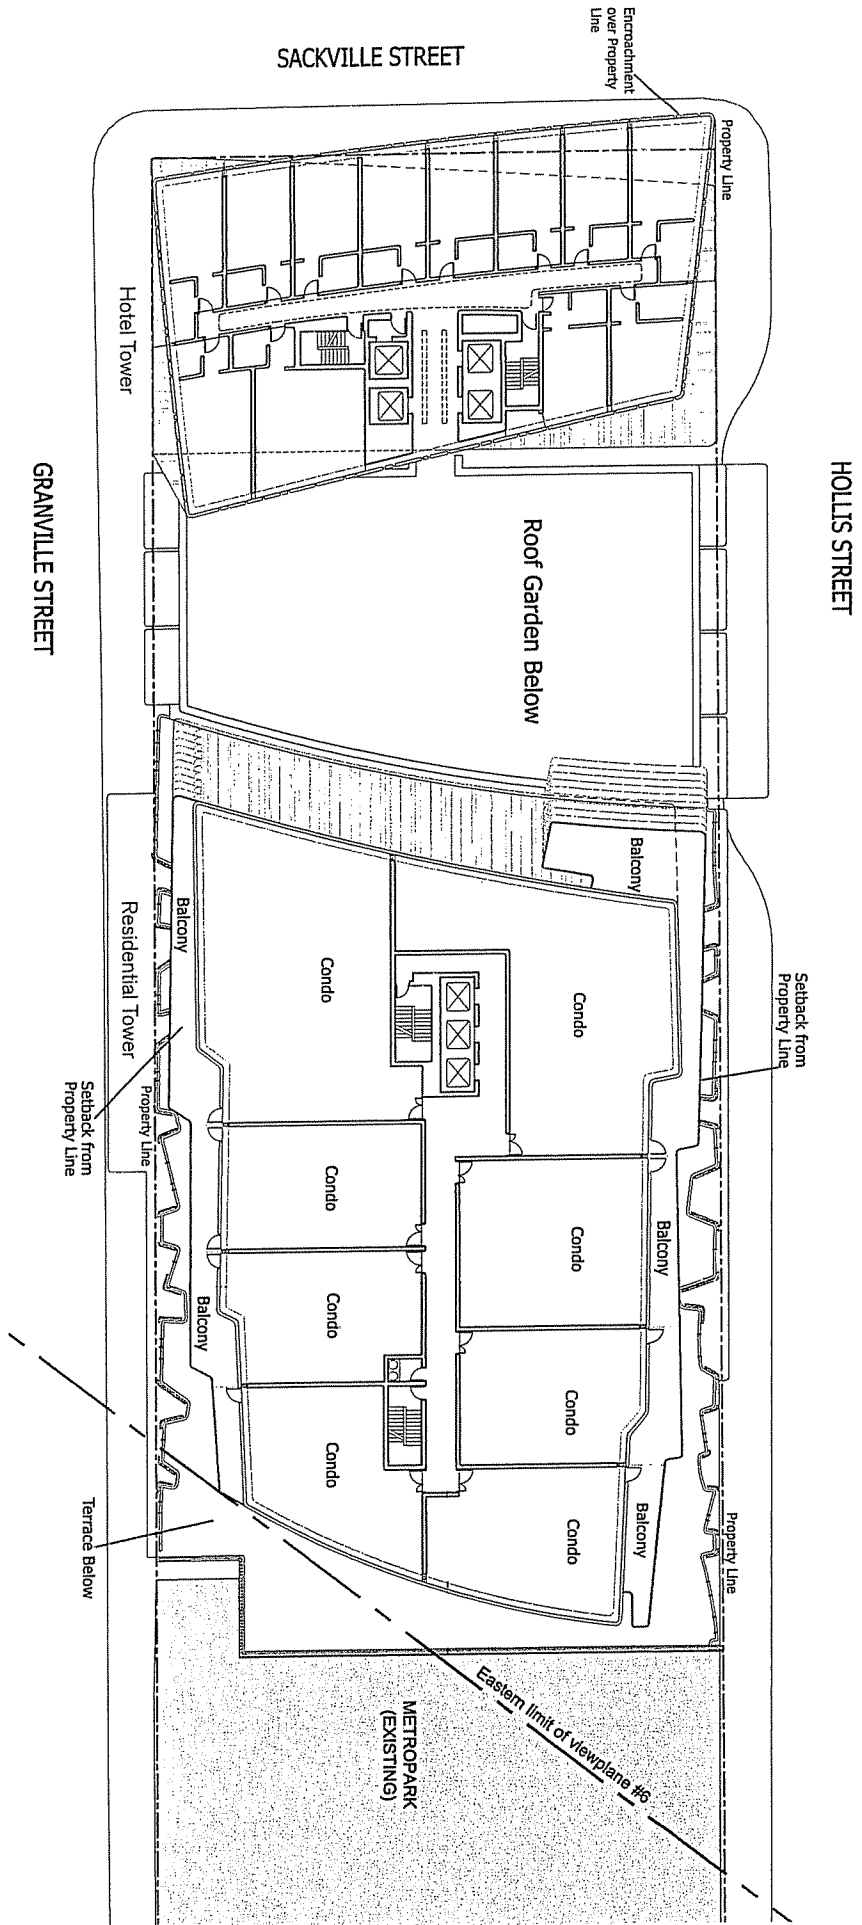 SACKVILLE STREET
Encroachment
over Property
Line
Property Line
Hotel Tower
GRANVILLE STREET
HOLLIS STREET
Roof Garden Below
Balcony
Balcony
Residential Tower
Condo
Condo
Setback from
Property Line
Setback from
Property Line
Property Line
Condo
Condo
Balcony
Condo
Balcony
Condo
Condo
Condo
Balcony
Property Line
Terrace Below
Eastern limit of viewplane #6
METROPARK
(EXISTING)